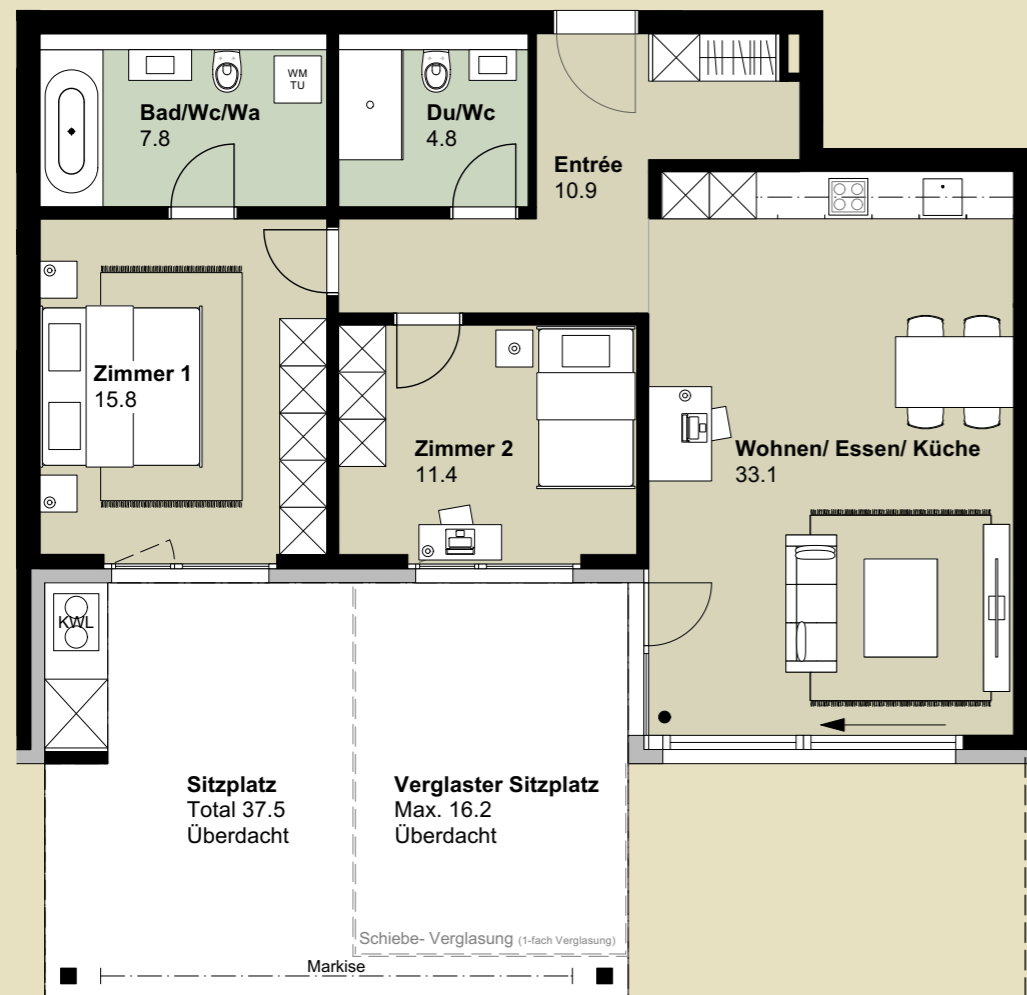 WM
TU
Bad/Wc/Wa
7.8
Du/Wc
4.8
Entrée
10.9
Zimmer 1
15.8
Zimmer 2
11.4
Wohnen/ Essen/ Küche
33.1
KWL
Sitzplatz
Total 37.5
Überdacht
Verglaster Sitzplatz
Max. 16.2
Überdacht
Schiebe- Verglasung (1-fach Verglasung)
Markise